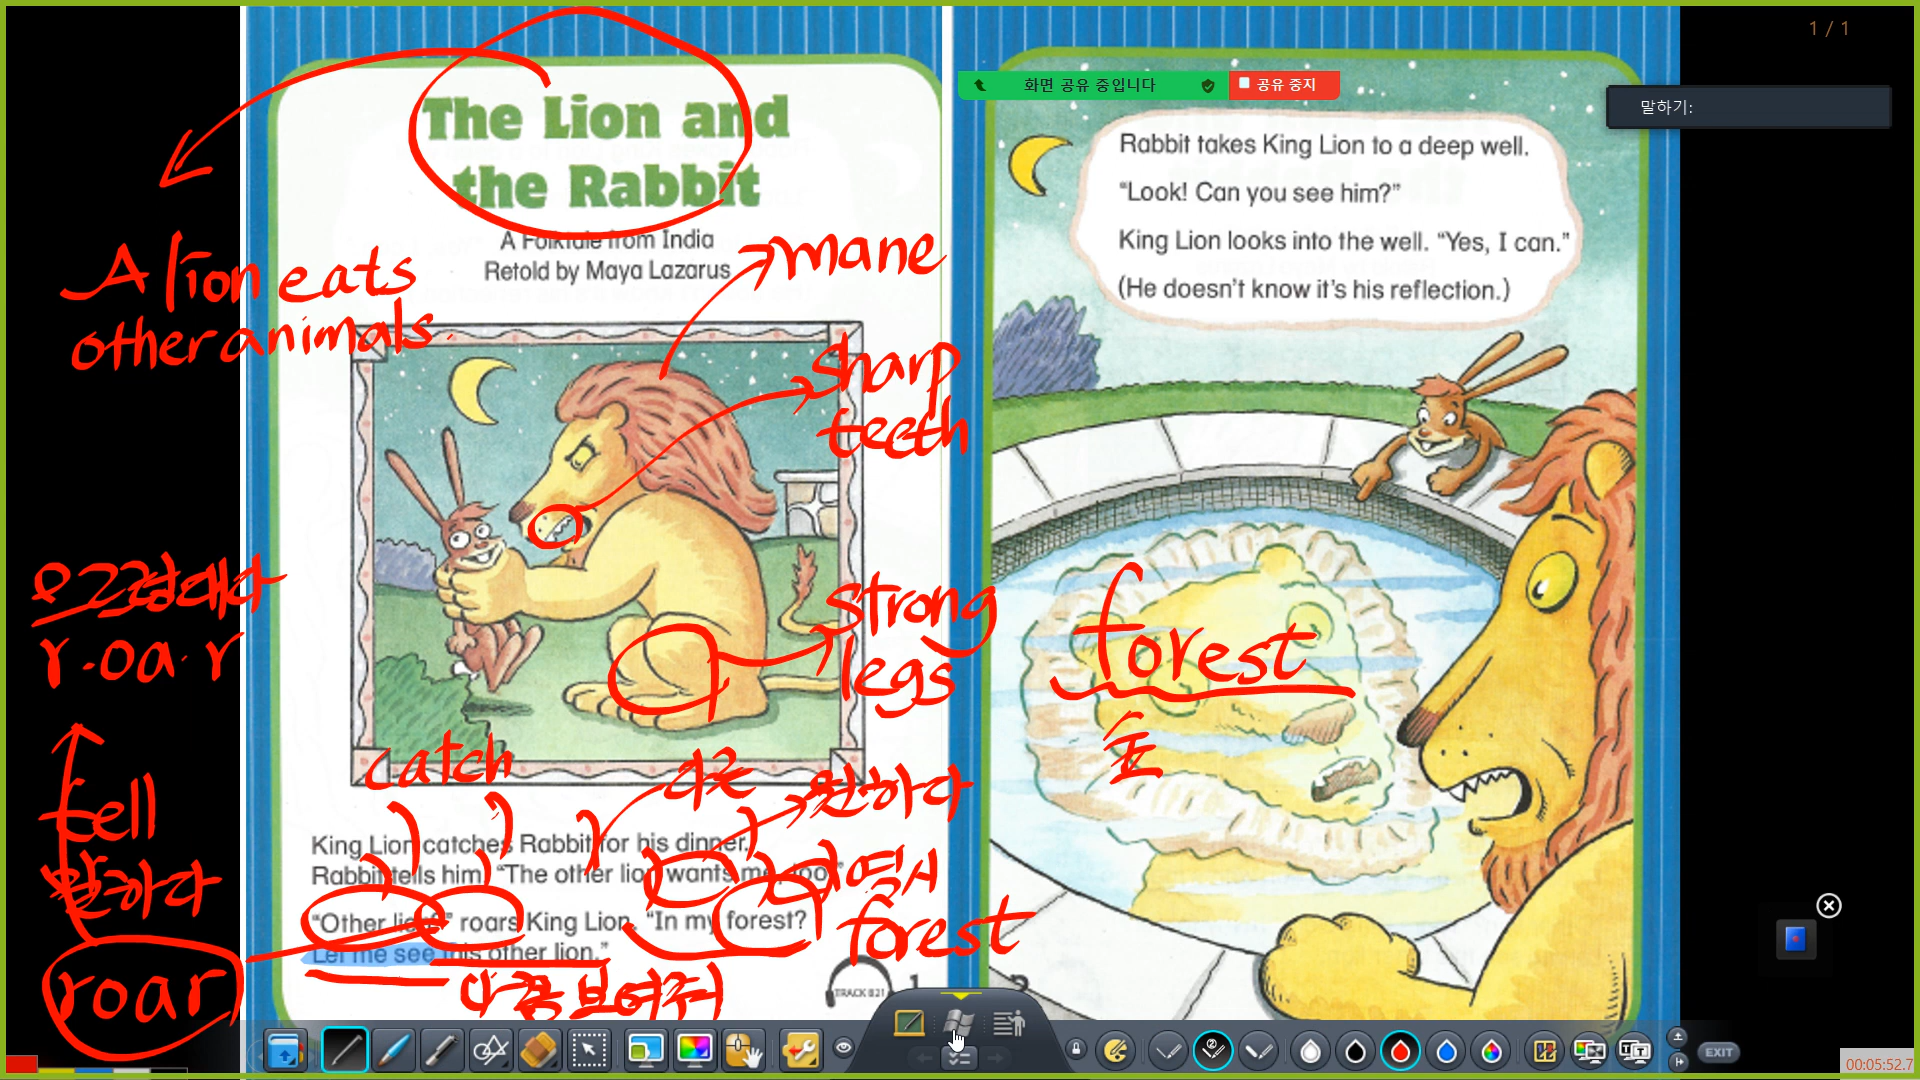 1 / 1
화면 공유 중입니다
공유 중지
말하기:
The Lion and
the Rabbit
A Folktale from India
Retold by Maya Lazarus
A lion eats
other animals.
mane
sharp
teeth
strong
legs
으르렁대다
r.oa.r
tell
말하다
roar
catch
다른
원하다
King Lion catches Rabbit for his dinner.
Rabbit tells him, "The other lion wants me, too."
"Other lion?" roars King Lion. "In my forest?
Let me see this other lion."
역시
forest
TRACK B21
1
Rabbit takes King Lion to a deep well.
"Look! Can you see him?"
King Lion looks into the well. "Yes, I can."
(He doesn't know it's his reflection.)
forest
숲
2
EXIT
00:05:52.7